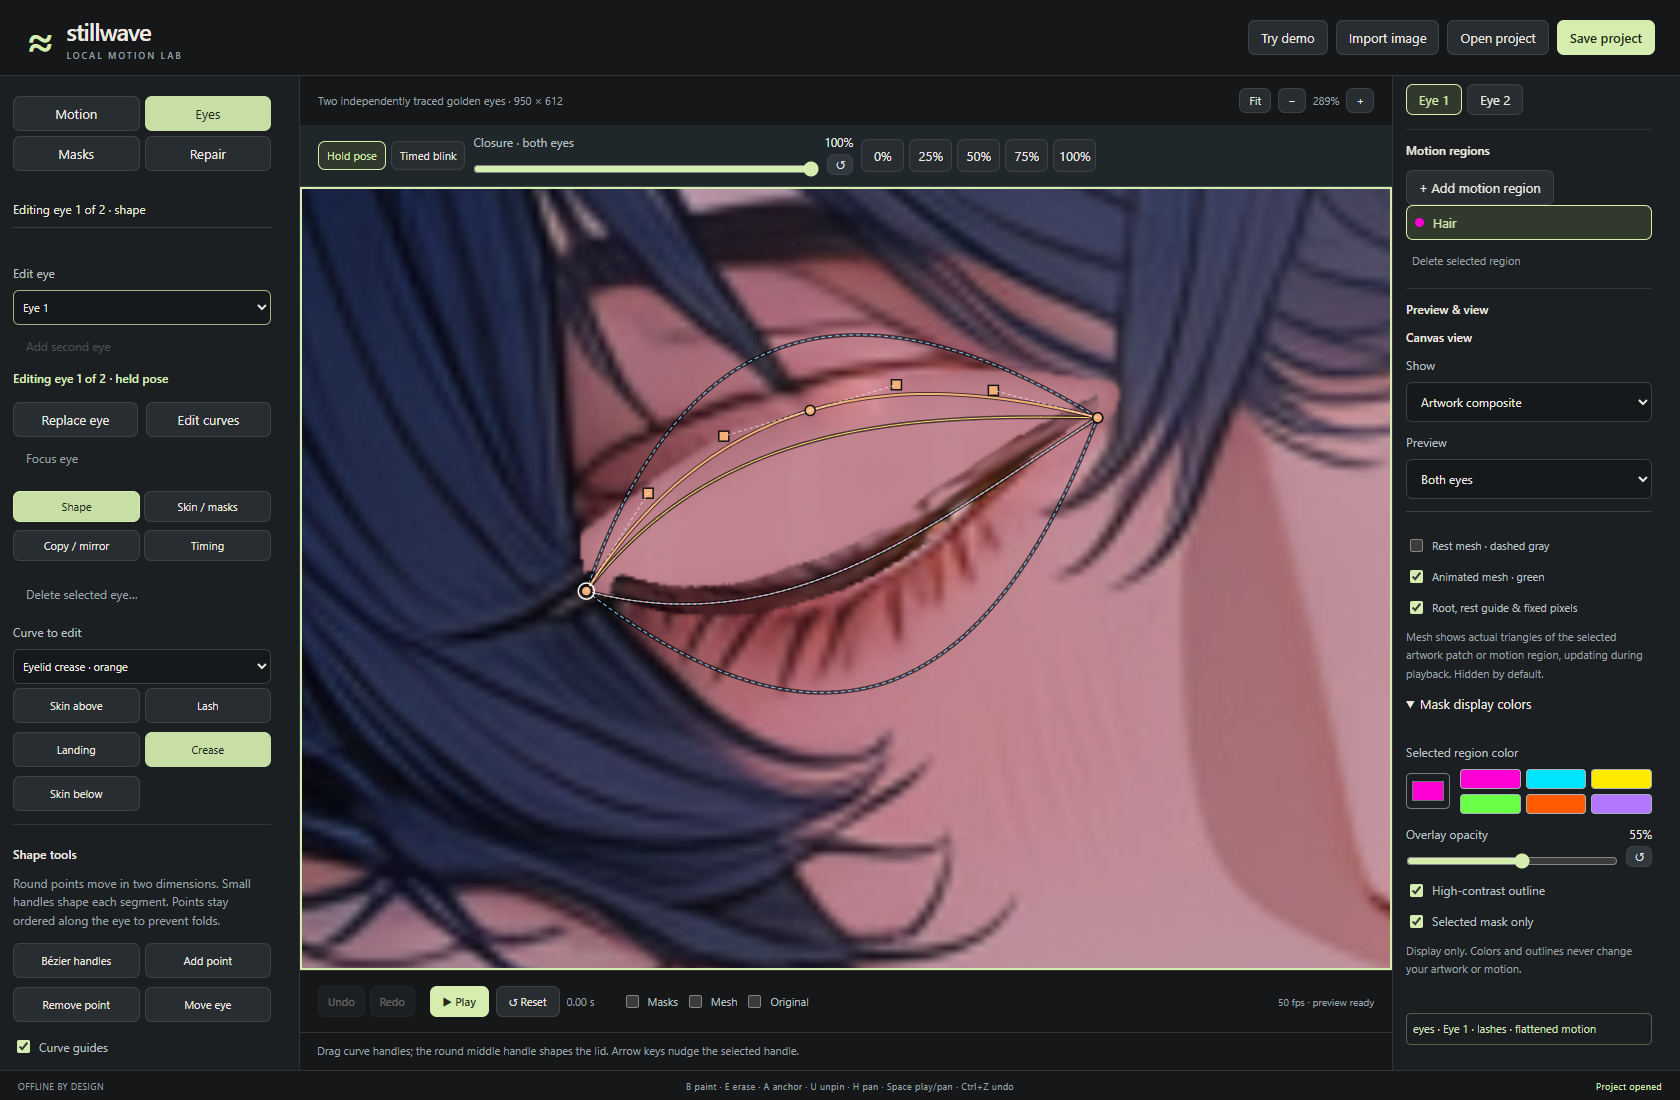 stillwave
LOCAL MOTION LAB
Try demo
Import image
Open project
Save project
Motion
Eyes
Masks
Repair
Editing eye 1 of 2 · shape
Edit eye
Eye 1
Add second eye
Editing eye 1 of 2 · held pose
Replace eye
Edit curves
Focus eye
Shape
Skin / masks
Copy / mirror
Timing
Delete selected eye...
Curve to edit
Eyelid crease · orange
Skin above
Lash
Landing
Crease
Skin below
Shape tools
Round points move in two dimensions. Small
handles shape each segment. Points stay
ordered along the eye to prevent folds.
Bézier handles
Add point
Remove point
Move eye
Curve guides
Two independently traced golden eyes · 950 × 612
Fit
−
289%
+
Hold pose
Timed blink
Closure · both eyes
100%
↺
0%
25%
50%
75%
100%
Undo
Redo
▶ Play
↺ Reset
0.00 s
Masks
Mesh
Original
50 fps · preview ready
Drag curve handles; the round middle handle shapes the lid. Arrow keys nudge the selected handle.
Eye 1
Eye 2
Motion regions
+ Add motion region
Hair
Delete selected region
Preview & view
Canvas view
Show
Artwork composite
Preview
Both eyes
Rest mesh · dashed gray
Animated mesh · green
Root, rest guide & fixed pixels
Mesh shows actual triangles of the selected
artwork patch or motion region, updating during
playback. Hidden by default.
▼ Mask display colors
Selected region color
Overlay opacity
55%
↺
High-contrast outline
Selected mask only
Display only. Colors and outlines never change
your artwork or motion.
eyes · Eye 1 · lashes · flattened motion
OFFLINE BY DESIGN
B paint · E erase · A anchor · U unpin · H pan · Space play/pan · Ctrl+Z undo
Project opened